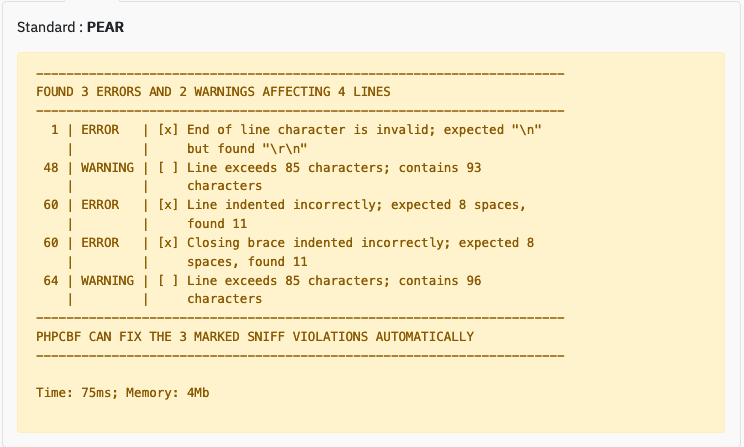 Standard : PEAR
----------------------------------------------------------------------
FOUND 3 ERRORS AND 2 WARNINGS AFFECTING 4 LINES
----------------------------------------------------------------------
  1 | ERROR   | [x] End of line character is invalid; expected "\n"
    |         |     but found "\r\n"
 48 | WARNING | [ ] Line exceeds 85 characters; contains 93
    |         |     characters
 60 | ERROR   | [x] Line indented incorrectly; expected 8 spaces,
    |         |     found 11
 60 | ERROR   | [x] Closing brace indented incorrectly; expected 8
    |         |     spaces, found 11
 64 | WARNING | [ ] Line exceeds 85 characters; contains 96
    |         |     characters
----------------------------------------------------------------------
PHPCBF CAN FIX THE 3 MARKED SNIFF VIOLATIONS AUTOMATICALLY
----------------------------------------------------------------------
Time: 75ms; Memory: 4Mb